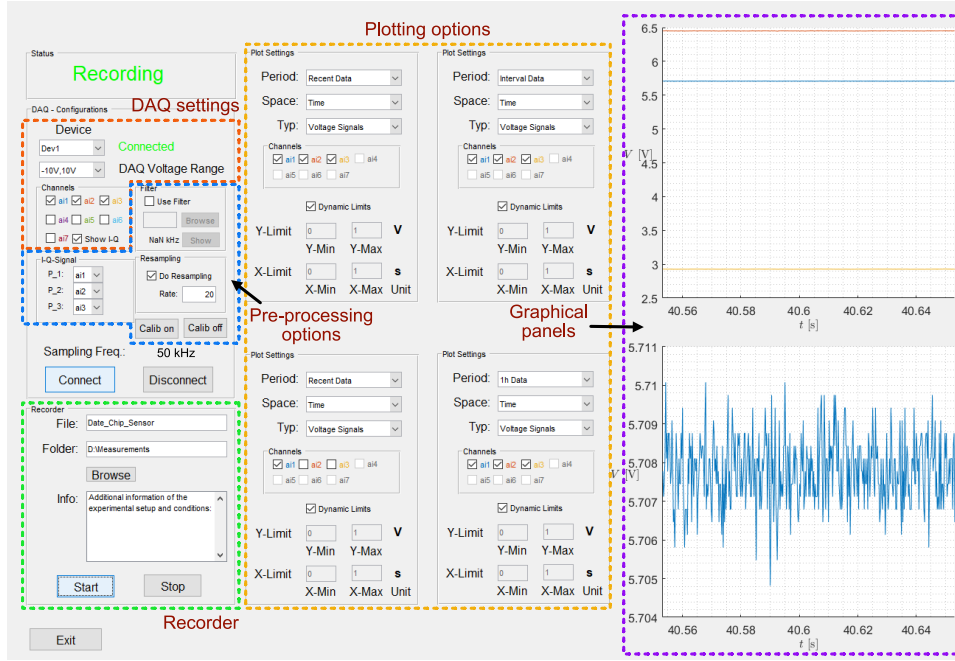 Plotting options
Status
Recording
DAQ - Configurations
DAQ settings
Device
Dev1
Connected
-10V,10V
DAQ Voltage Range
Channels
ai1 ai2 ai3
ai4 ai5 ai6
ai7 Show I-Q
Filter
Use Filter
Browse
NaN kHz Show
I-Q-Signal
P_1: ai1
P_2: ai2
P_3: ai3
Resampling
Do Resampling
Rate: 20
Calib on Calib off
Pre-processing
options
Sampling Freq.: 50 kHz
Connect Disconnect
Recorder
File: Date_Chip_Sensor
Folder: D:\Measurements
Browse
Info: Additional information of the
experimental setup and conditions:
Start Stop
Recorder
Exit
Plot Settings
Period: Recent Data
Space: Time
Typ: Voltage Signals
Channels
ai1 ai2 ai3 ai4
ai5 ai6 ai7
Dynamic Limits
Y-Limit 0 1 V
Y-Min Y-Max
X-Limit 0 1 s
X-Min X-Max Unit
Plot Settings
Period: Interval Data
Space: Time
Typ: Voltage Signals
Channels
ai1 ai2 ai3 ai4
ai5 ai6 ai7
Dynamic Limits
Y-Limit 0 1 V
Y-Min Y-Max
X-Limit 0 1 s
X-Min X-Max Unit
Graphical
panels
Plot Settings
Period: Recent Data
Space: Time
Typ: Voltage Signals
Channels
ai1 ai2 ai3 ai4
ai5 ai6 ai7
Dynamic Limits
Y-Limit 0 1 V
Y-Min Y-Max
X-Limit 0 1 s
X-Min X-Max Unit
Plot Settings
Period: 1h Data
Space: Time
Typ: Voltage Signals
Channels
ai1 ai2 ai3 ai4
ai5 ai6 ai7
Dynamic Limits
Y-Limit 0 1 V
Y-Min Y-Max
X-Limit 0 1 s
X-Min X-Max Unit
6.5
6
5.5
5
V [V]
4.5
4
3.5
3
2.5
40.56 40.58 40.6 40.62 40.64
t [s]
5.711
5.71
5.709
5.708
V [V]
5.707
5.706
5.705
5.704
40.56 40.58 40.6 40.62 40.64
t [s]